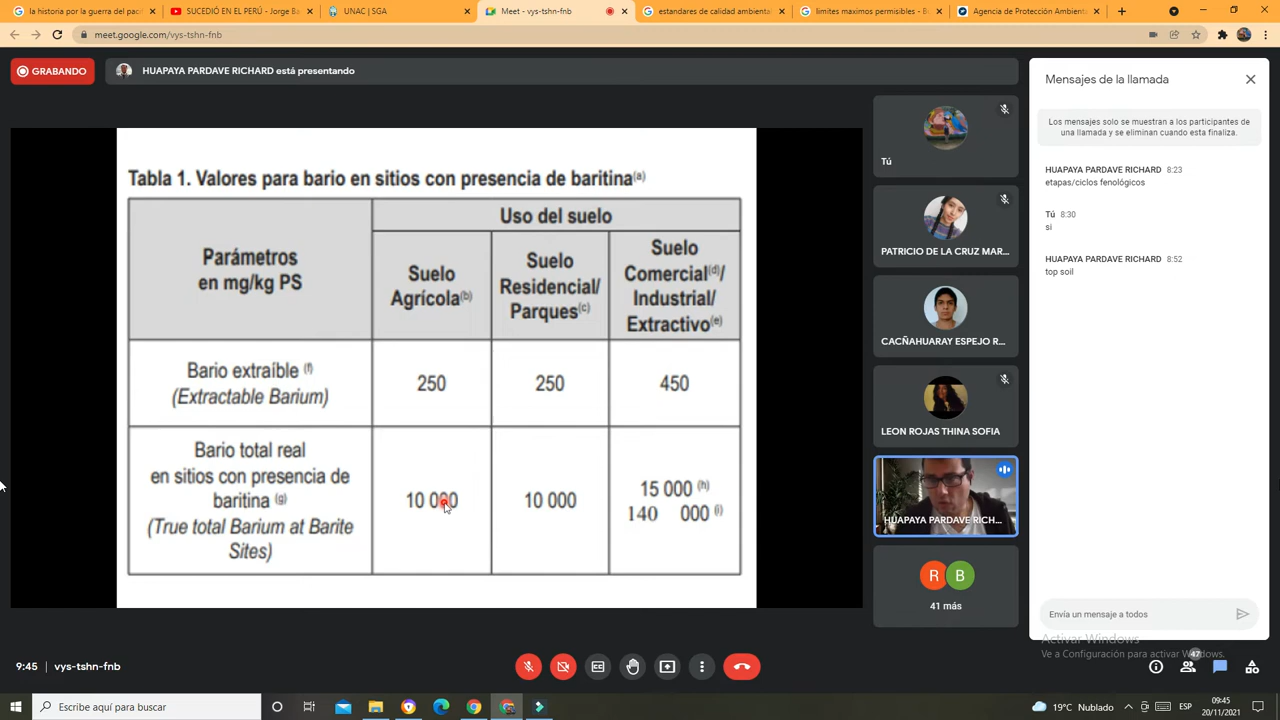 la historia por la guerra del pací
SUCEDIÓ EN EL PERÚ - Jorge Ba
UNAC | SGA
Meet - vys-tshn-fnb
estandares de calidad ambiental
limites maximos permisibles - B
Agencia de Protección Ambienta
meet.google.com/vys-tshn-fnb
GRABANDO
HUAPAYA PARDAVE RICHARD está presentando
Tabla 1. Valores para bario en sitios con presencia de baritina(a)
Parámetros
en mg/kg PS
Uso del suelo
Suelo
Agrícola(b)
Suelo
Residencial/
Parques(c)
Suelo
Comercial(d)/
Industrial/
Extractivo(e)
Bario extraíble (f)
(Extractable Barium)
250
250
450
Bario total real
en sitios con presencia de
baritina (g)
(True total Barium at Barite
Sites)
10 000
10 000
15 000 (h)
140 000 (i)
Tú
PATRICIO DE LA CRUZ MAR...
CACÑAHUARAY ESPEJO R...
LEON ROJAS THINA SOFIA
HUAPAYA PARDAVE RICH...
R
B
41 más
Mensajes de la llamada
Los mensajes solo se muestran a los participantes de
una llamada y se eliminan cuando esta finaliza.
HUAPAYA PARDAVE RICHARD 8:23
etapas/ciclos fenológicos
Tú 8:30
si
HUAPAYA PARDAVE RICHARD 8:52
top soil
Envía un mensaje a todos
Activar Windows
Ve a Configuración para activar Windows.
9:45
vys-tshn-fnb
47
Escribe aquí para buscar
19°C Nublado
ESP
09:45
20/11/2021